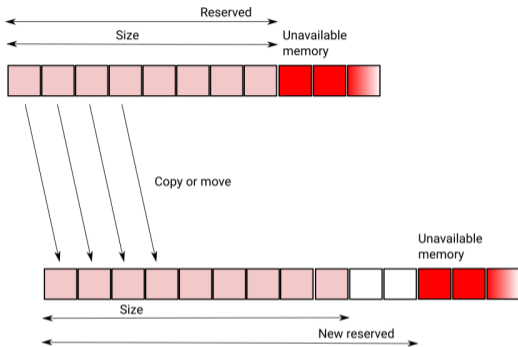 Reserved
Size
Unavailable
memory
Copy or move
Unavailable
memory
Size
New reserved